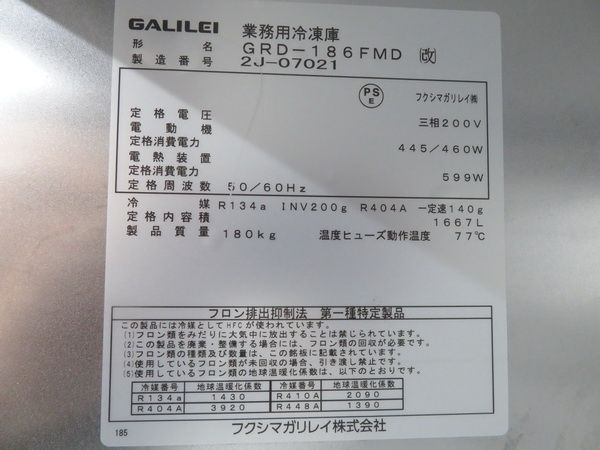 GALILEI 業務用冷凍庫
形名 GRD-186FMD (改)
製造番号 2J-07021
PS E フクシマガリレイ㈱
定格電圧 三相200V
電動機
定格消費電力 445/460W
電熱装置
定格消費電力 599W
定格周波数 50/60Hz
冷媒 R134a INV200g R404A 一定速140g
定格内容積 1667L
製品質量 180kg 温度ヒューズ動作温度 77℃
フロン排出抑制法 第一種特定製品
この製品には冷媒としてHFCが使われています。
(1)フロン類をみだりに大気中に放出することは禁じられています。
(2)この製品を廃棄・整備する場合には、フロン類の回収が必要です。
(3)フロンの種類及び数量は、この銘板に記載されています。
(4)使用しているフロン類が未回収の場合、引き渡し禁止です。
(5)使用しているフロン類の地球温暖化係数は、以下のとおりです。
冷媒番号 地球温暖化係数 冷媒番号 地球温暖化係数
R134a 1430 R410A 2090
R404A 3920 R448A 1390
185 フクシマガリレイ株式会社